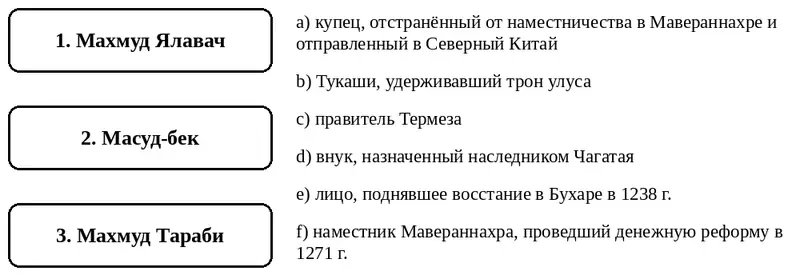 1. Махмуд Ялавач
2. Масуд-бек
3. Махмуд Тараби
a) купец, отстранённый от наместничества в Мавераннахре и
отправленный в Северный Китай
b) Тукаши, удерживавший трон улуса
c) правитель Термеза
d) внук, назначенный наследником Чагатая
e) лицо, поднявшее восстание в Бухаре в 1238 г.
f) наместник Мавераннахра, проведший денежную реформу в
1271 г.